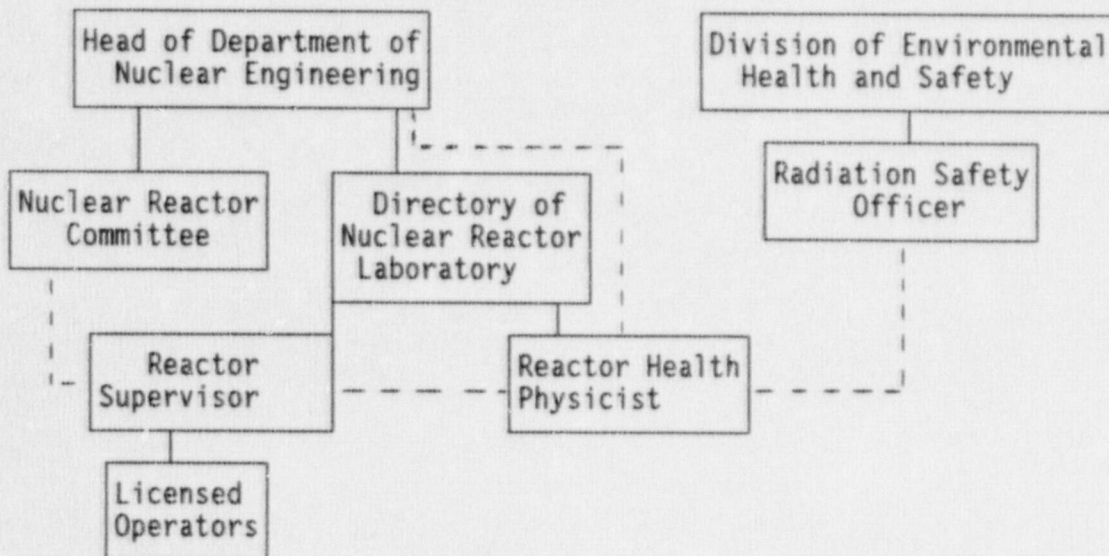 Head of Department of
Nuclear Engineering
Division of Environmental
Health and Safety
Nuclear Reactor
Committee
Directory of
Nuclear Reactor
Laboratory
Radiation Safety
Officer
Reactor
Supervisor
Reactor Health
Physicist
Licensed
Operators